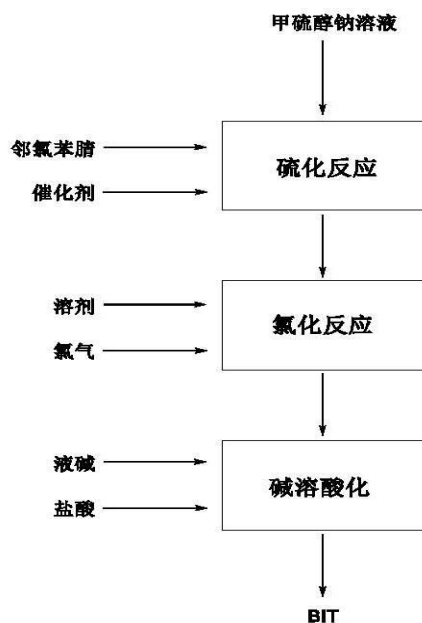 甲硫醇钠溶液
邻氯苯腈
催化剂
硫化反应
溶剂
氯气
氯化反应
液碱
盐酸
碱溶酸化
BIT